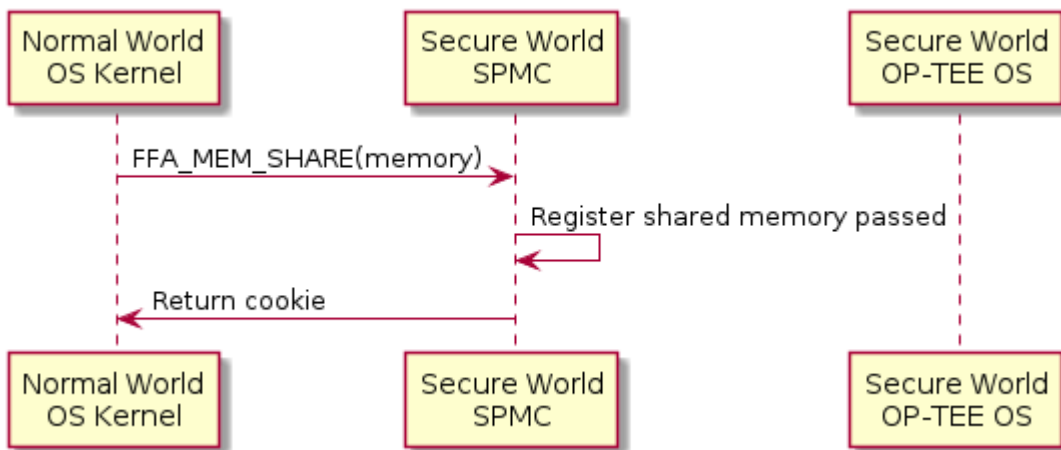 Normal World
OS Kernel
Secure World
SPMC
Secure World
OP-TEE OS
FFA_MEM_SHARE(memory)
Register shared memory passed
Return cookie
Normal World
OS Kernel
Secure World
SPMC
Secure World
OP-TEE OS